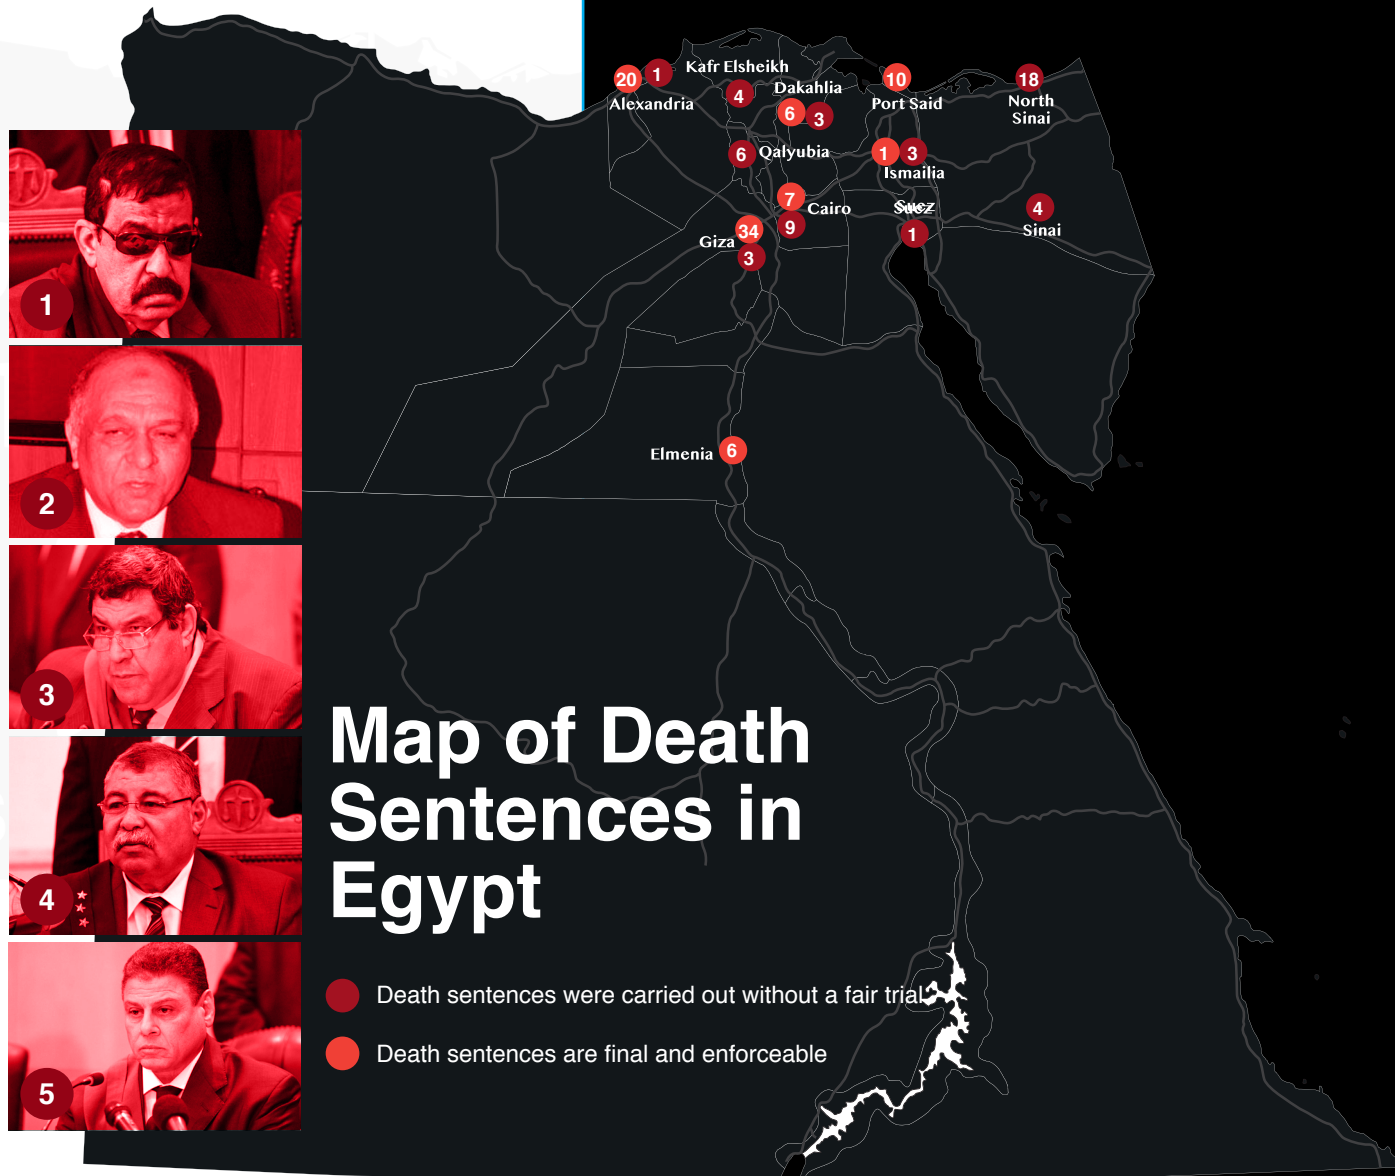 20
1
Kafr Elsheikh
Alexandria
4
Dakahlia
6
3
10
Port Said
18
North
Sinai
6
Qalyubia
1
3
Ismailia
7
Cairo
9
Suez
Suez
1
4
Sinai
34
Giza
3
Elmenia
6
1
2
3
4
5
Map of Death
Sentences in
Egypt
Death sentences were carried out without a fair trial
Death sentences are final and enforceable